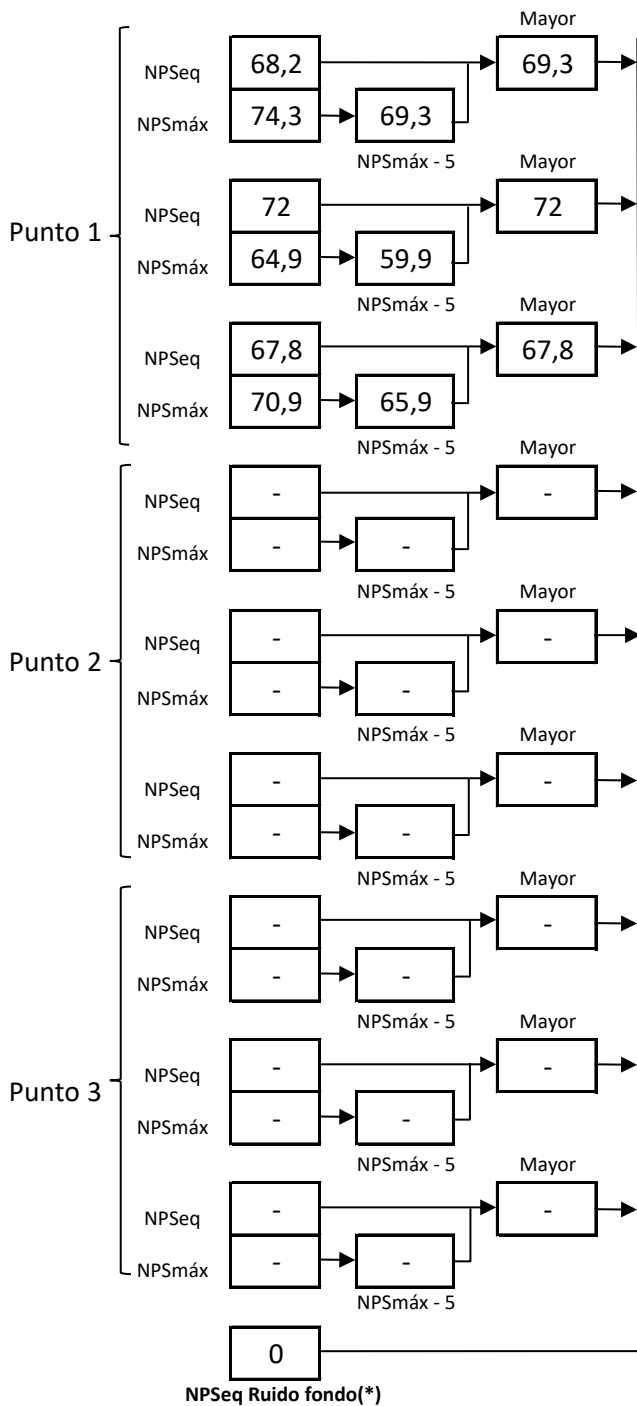 Mayor
NPSeq 68,2 69,3
NPSmáx 74,3 69,3
NPSmáx - 5 Mayor
Punto 1
NPSeq 72 72
NPSmáx 64,9 59,9
NPSmáx - 5 Mayor
NPSeq 67,8 67,8
NPSmáx 70,9 65,9
NPSmáx - 5 Mayor
NPSeq - -
NPSmáx - -
NPSmáx - 5 Mayor
Punto 2
NPSeq - -
NPSmáx - -
NPSmáx - 5 Mayor
NPSeq - -
NPSmáx - -
NPSmáx - 5 Mayor
NPSeq - -
NPSmáx - -
NPSmáx - 5 Mayor
Punto 3
NPSeq - -
NPSmáx - -
NPSmáx - 5 Mayor
NPSeq - -
NPSmáx - -
NPSmáx - 5
0
NPSeq Ruido fondo(*)